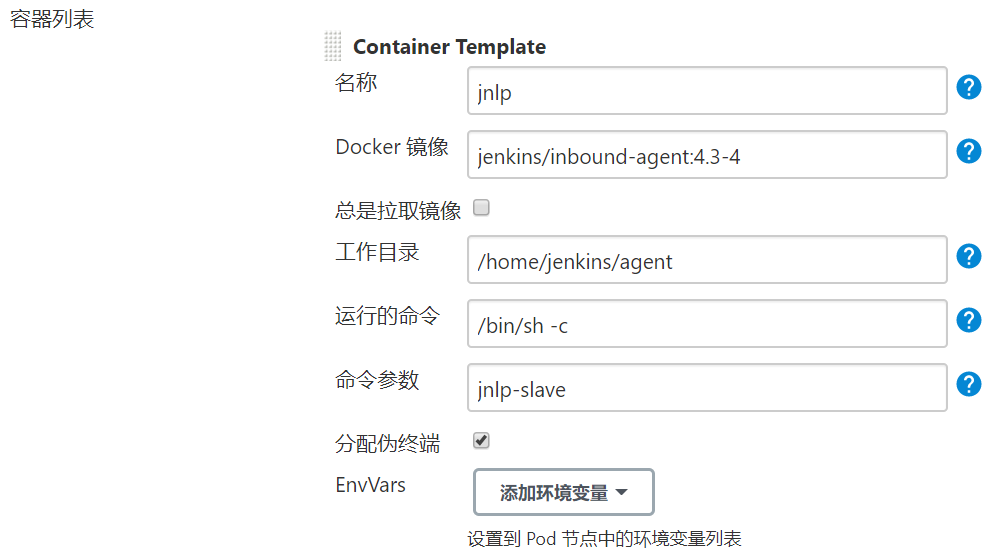 容器列表
Container Template
名称
jnlp
?
Docker 镜像
jenkins/inbound-agent:4.3-4
?
总是拉取镜像
工作目录
/home/jenkins/agent
?
运行的命令
/bin/sh -c
?
命令参数
jnlp-slave
?
分配伪终端
EnvVars
添加环境变量
设置到 Pod 节点中的环境变量列表